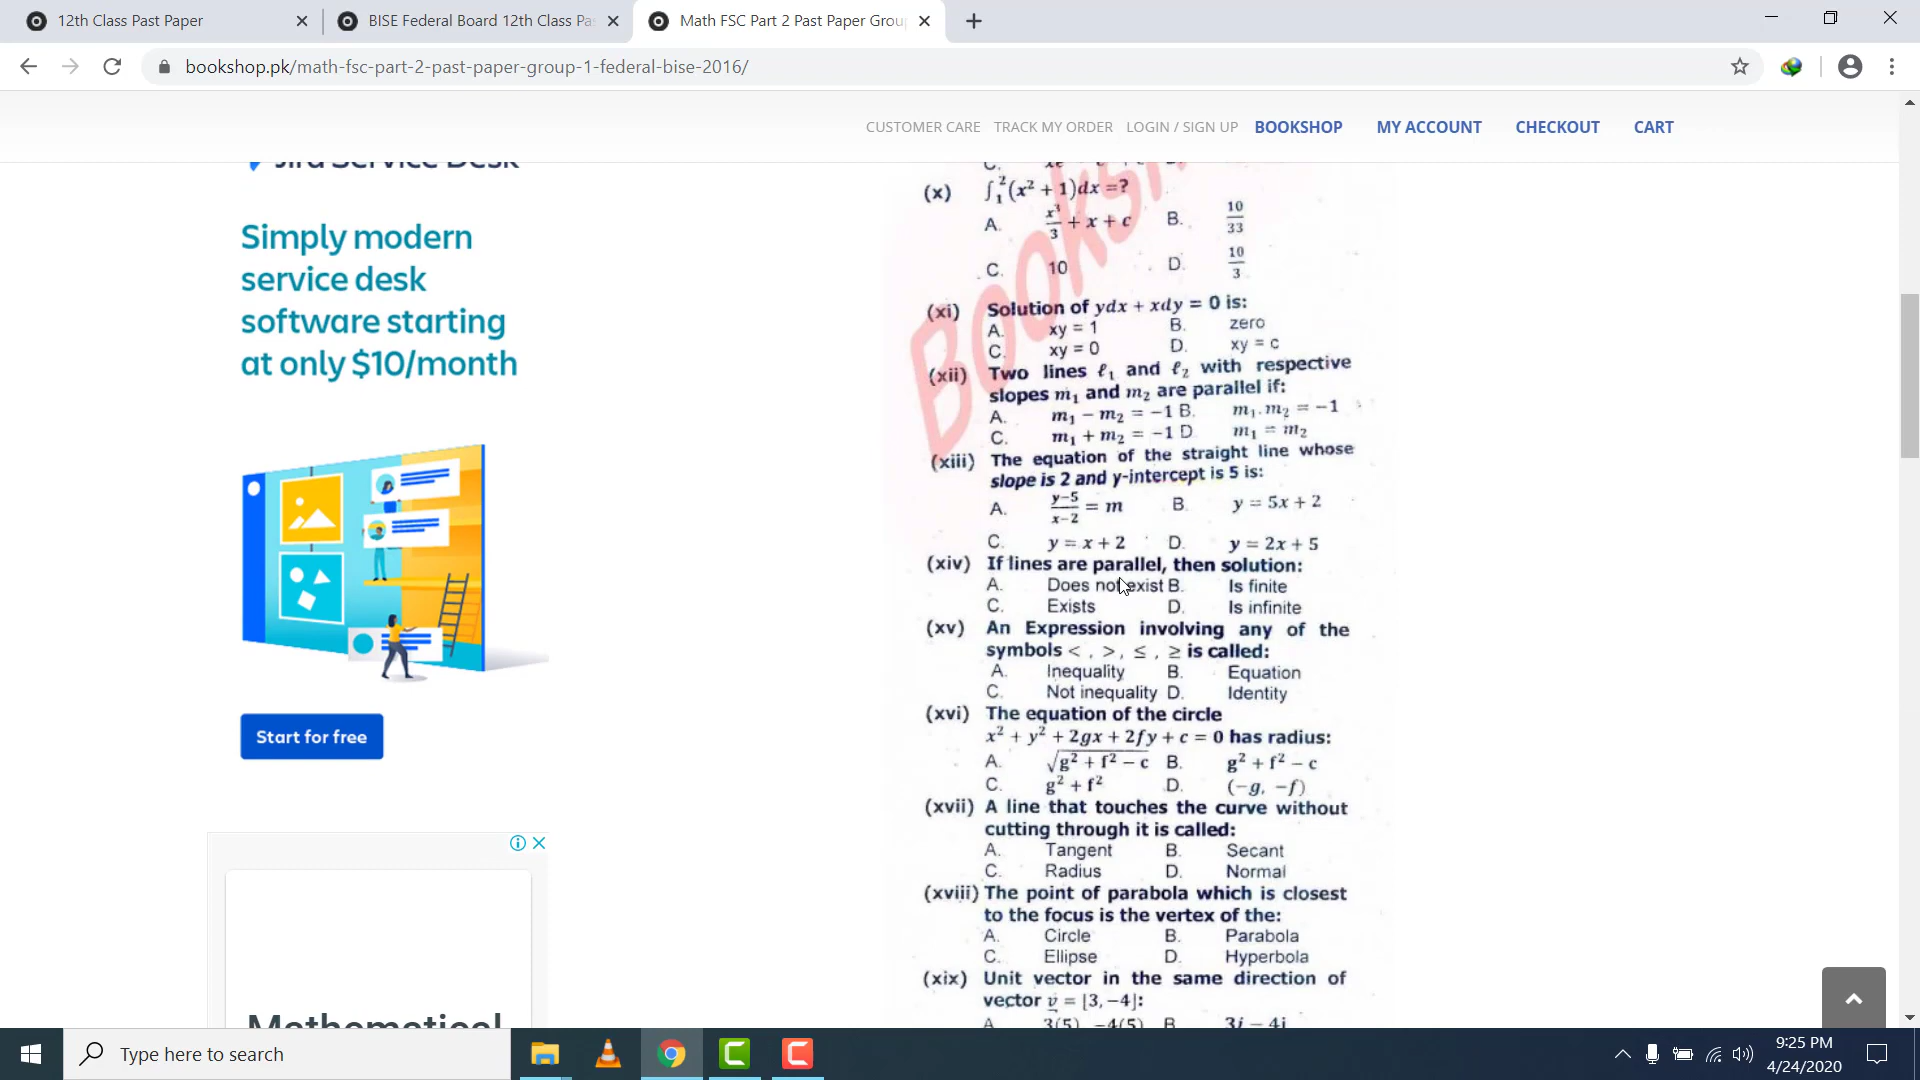 12th Class Past Paper
BISE Federal Board 12th Class Pa
Math FSC Part 2 Past Paper Grou
bookshop.pk/math-fsc-part-2-past-paper-group-1-federal-bise-2016/
CUSTOMER CARE TRACK MY ORDER LOGIN / SIGN UP BOOKSHOP MY ACCOUNT CHECKOUT CART
Jira Service Desk
Simply modern
service desk
software starting
at only $10/month
Start for free
Mathematical
Books
(x) ∫₁²(x² + 1)dx =?
A. x³/3 + x + c B. 10/33
C. 10 D. 10/3
(xi) Solution of ydx + xdy = 0 is:
A. xy = 1 B. zero
C. xy = 0 D. xy = c
(xii) Two lines ℓ₁ and ℓ₂ with respective
slopes m₁ and m₂ are parallel if:
A. m₁ − m₂ = −1 B. m₁. m₂ = −1
C. m₁ + m₂ = −1 D. m₁ = m₂
(xiii) The equation of the straight line whose
slope is 2 and y-intercept is 5 is:
A. y−5/x−2 = m B. y = 5x + 2
C. y = x + 2 D. y = 2x + 5
(xiv) If lines are parallel, then solution:
A. Does not exist B. Is finite
C. Exists D. Is infinite
(xv) An Expression involving any of the
symbols < , >, ≤ , ≥ is called:
A. Inequality B. Equation
C. Not inequality D. Identity
(xvi) The equation of the circle
x² + y² + 2gx + 2fy + c = 0 has radius:
A. √g² + f² − c B. g² + f² − c
C. g² + f² D. (−g, −f)
(xvii) A line that touches the curve without
cutting through it is called:
A. Tangent B. Secant
C. Radius D. Normal
(xviii) The point of parabola which is closest
to the focus is the vertex of the:
A. Circle B. Parabola
C. Ellipse D. Hyperbola
(xix) Unit vector in the same direction of
vector v = [3, −4]:
A 3(5) −4(5) B 3i − 4j
Type here to search
9:25 PM
4/24/2020